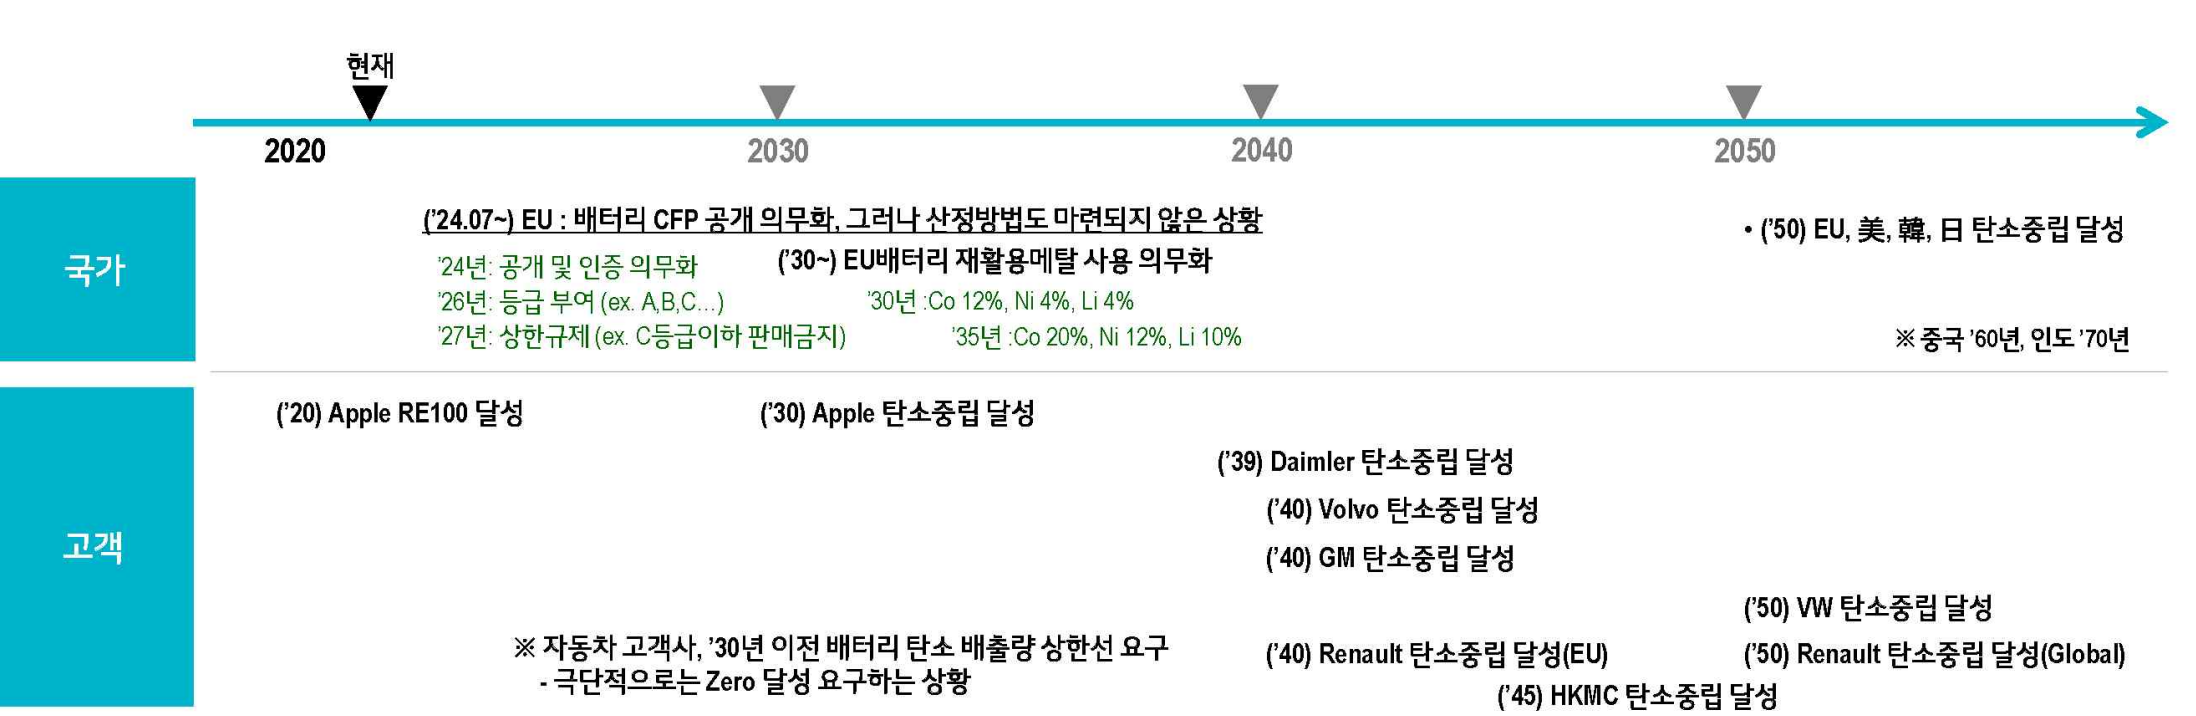 현재
2020 2030 2040 2050
국가
('24.07~) EU : 배터리 CFP 공개 의무화, 그러나 산정방법도 마련되지 않은 상황
'24년: 공개 및 인증 의무화
'26년: 등급 부여 (ex. A,B,C...)
'27년: 상한규제 (ex. C등급이하 판매금지)
('30~) EU배터리 재활용메탈 사용 의무화
'30년 :Co 12%, Ni 4%, Li 4%
'35년 :Co 20%, Ni 12%, Li 10%
• ('50) EU, 美, 韓, 日 탄소중립 달성
※ 중국 '60년, 인도 '70년
고객
('20) Apple RE100 달성
('30) Apple 탄소중립 달성
('39) Daimler 탄소중립 달성
('40) Volvo 탄소중립 달성
('40) GM 탄소중립 달성
('50) VW 탄소중립 달성
※ 자동차 고객사, '30년 이전 배터리 탄소 배출량 상한선 요구
- 극단적으로는 Zero 달성 요구하는 상황
('40) Renault 탄소중립 달성(EU)
('50) Renault 탄소중립 달성(Global)
('45) HKMC 탄소중립 달성